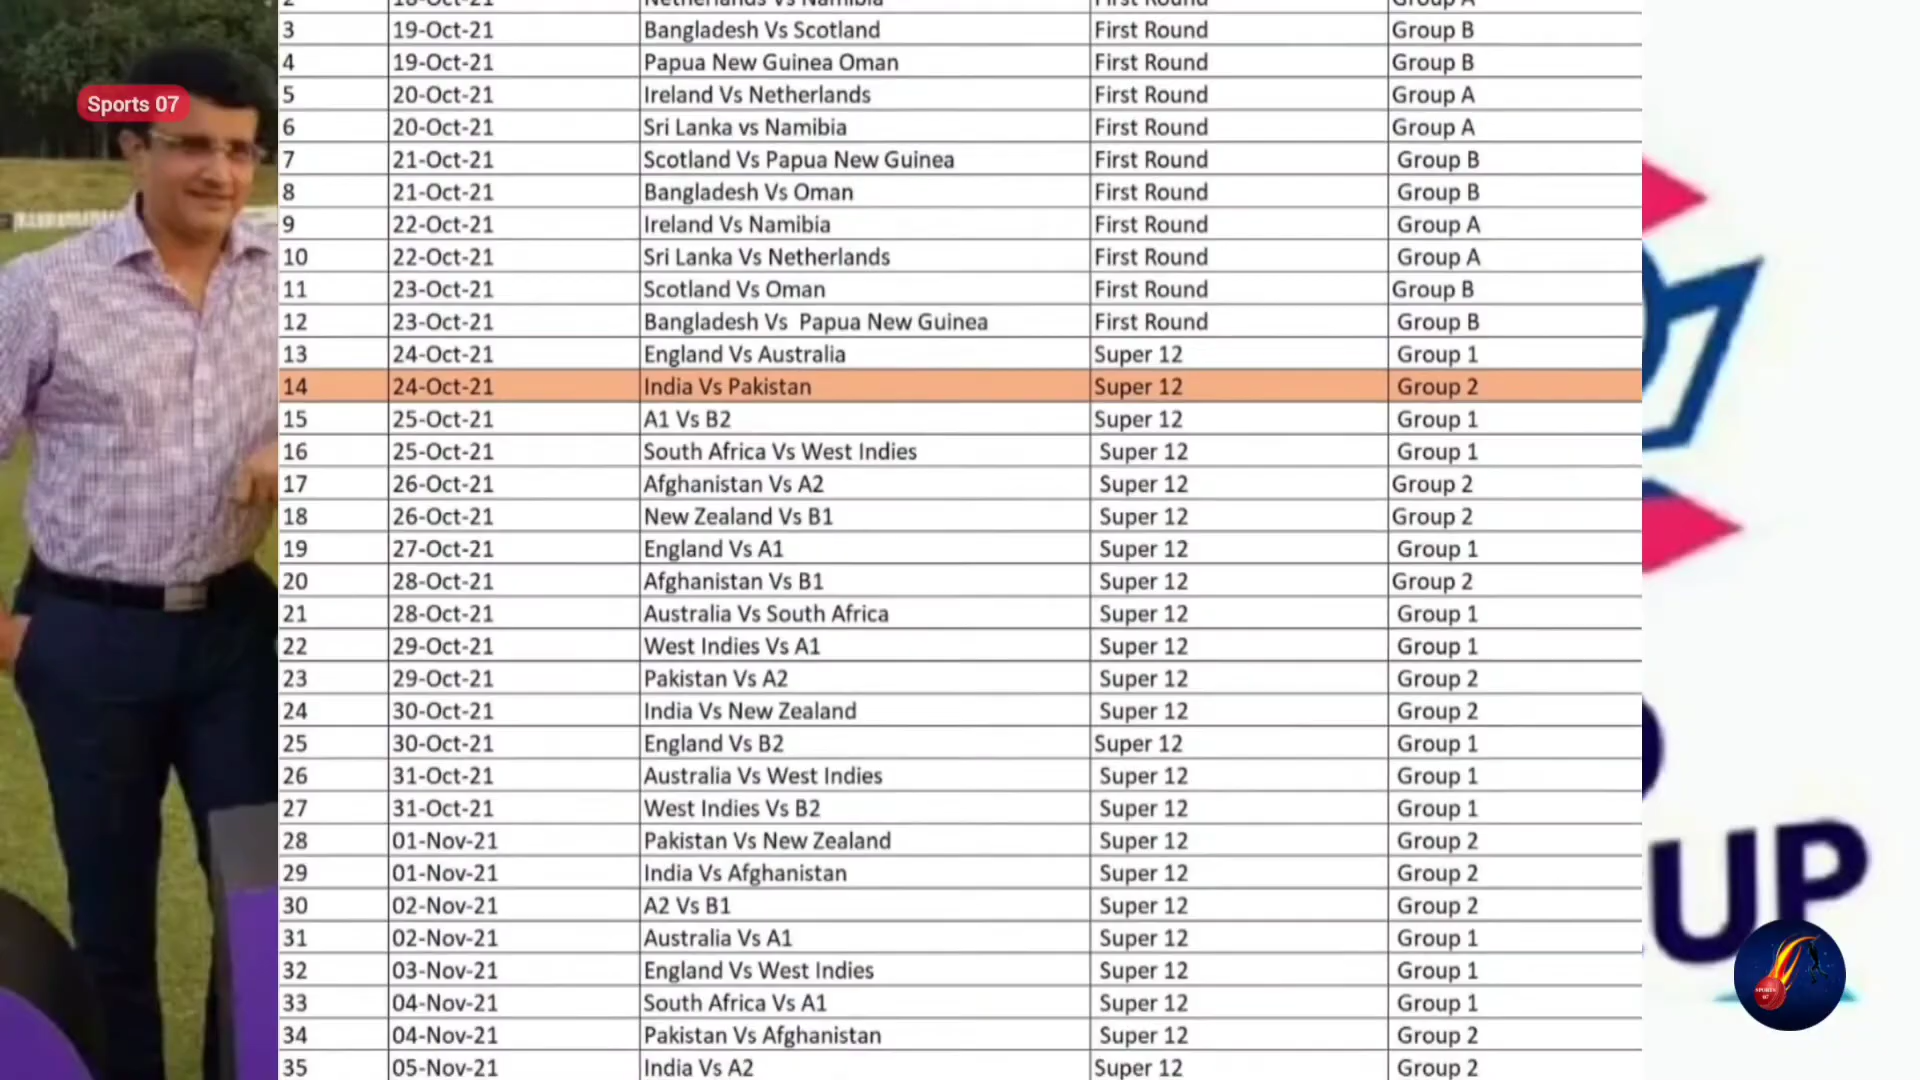 2 18-Oct-21 Netherlands Vs Namibia First Round Group A
3 19-Oct-21 Bangladesh Vs Scotland First Round Group B
4 19-Oct-21 Papua New Guinea Oman First Round Group B
5 20-Oct-21 Ireland Vs Netherlands First Round Group A
6 20-Oct-21 Sri Lanka vs Namibia First Round Group A
7 21-Oct-21 Scotland Vs Papua New Guinea First Round Group B
8 21-Oct-21 Bangladesh Vs Oman First Round Group B
9 22-Oct-21 Ireland Vs Namibia First Round Group A
10 22-Oct-21 Sri Lanka Vs Netherlands First Round Group A
11 23-Oct-21 Scotland Vs Oman First Round Group B
12 23-Oct-21 Bangladesh Vs Papua New Guinea First Round Group B
13 24-Oct-21 England Vs Australia Super 12 Group 1
14 24-Oct-21 India Vs Pakistan Super 12 Group 2
15 25-Oct-21 A1 Vs B2 Super 12 Group 1
16 25-Oct-21 South Africa Vs West Indies Super 12 Group 1
17 26-Oct-21 Afghanistan Vs A2 Super 12 Group 2
18 26-Oct-21 New Zealand Vs B1 Super 12 Group 2
19 27-Oct-21 England Vs A1 Super 12 Group 1
20 28-Oct-21 Afghanistan Vs B1 Super 12 Group 2
21 28-Oct-21 Australia Vs South Africa Super 12 Group 1
22 29-Oct-21 West Indies Vs A1 Super 12 Group 1
23 29-Oct-21 Pakistan Vs A2 Super 12 Group 2
24 30-Oct-21 India Vs New Zealand Super 12 Group 2
25 30-Oct-21 England Vs B2 Super 12 Group 1
26 31-Oct-21 Australia Vs West Indies Super 12 Group 1
27 31-Oct-21 West Indies Vs B2 Super 12 Group 1
28 01-Nov-21 Pakistan Vs New Zealand Super 12 Group 2
29 01-Nov-21 India Vs Afghanistan Super 12 Group 2
30 02-Nov-21 A2 Vs B1 Super 12 Group 2
31 02-Nov-21 Australia Vs A1 Super 12 Group 1
32 03-Nov-21 England Vs West Indies Super 12 Group 1
33 04-Nov-21 South Africa Vs A1 Super 12 Group 1
34 04-Nov-21 Pakistan Vs Afghanistan Super 12 Group 2
35 05-Nov-21 India Vs A2 Super 12 Group 2
Sports 07
UP
SPORTS
07